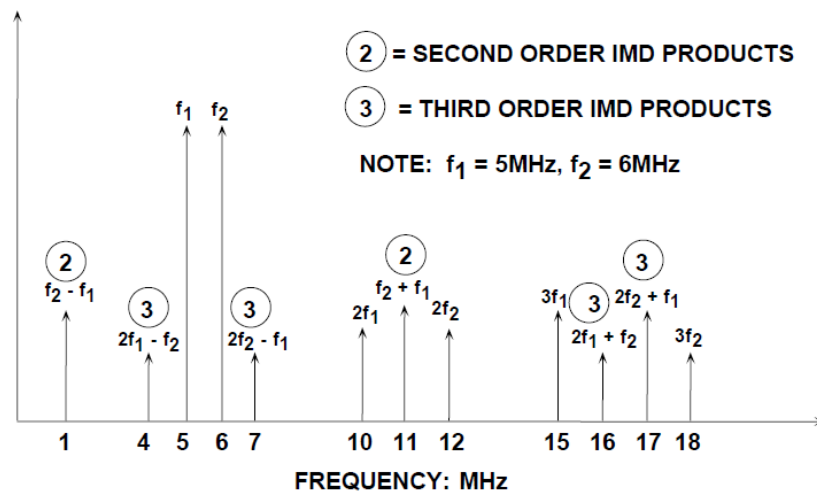 2 = SECOND ORDER IMD PRODUCTS
3 = THIRD ORDER IMD PRODUCTS
NOTE: f1 = 5MHz, f2 = 6MHz
f1 f2
2
f2 - f1
3
2f1 - f2
3
2f2 - f1
2
f2 + f1
2f1
2f2
3
3f1
3
2f2 + f1
2f1 + f2
3f2
1 4 5 6 7 10 11 12 15 16 17 18
FREQUENCY: MHz